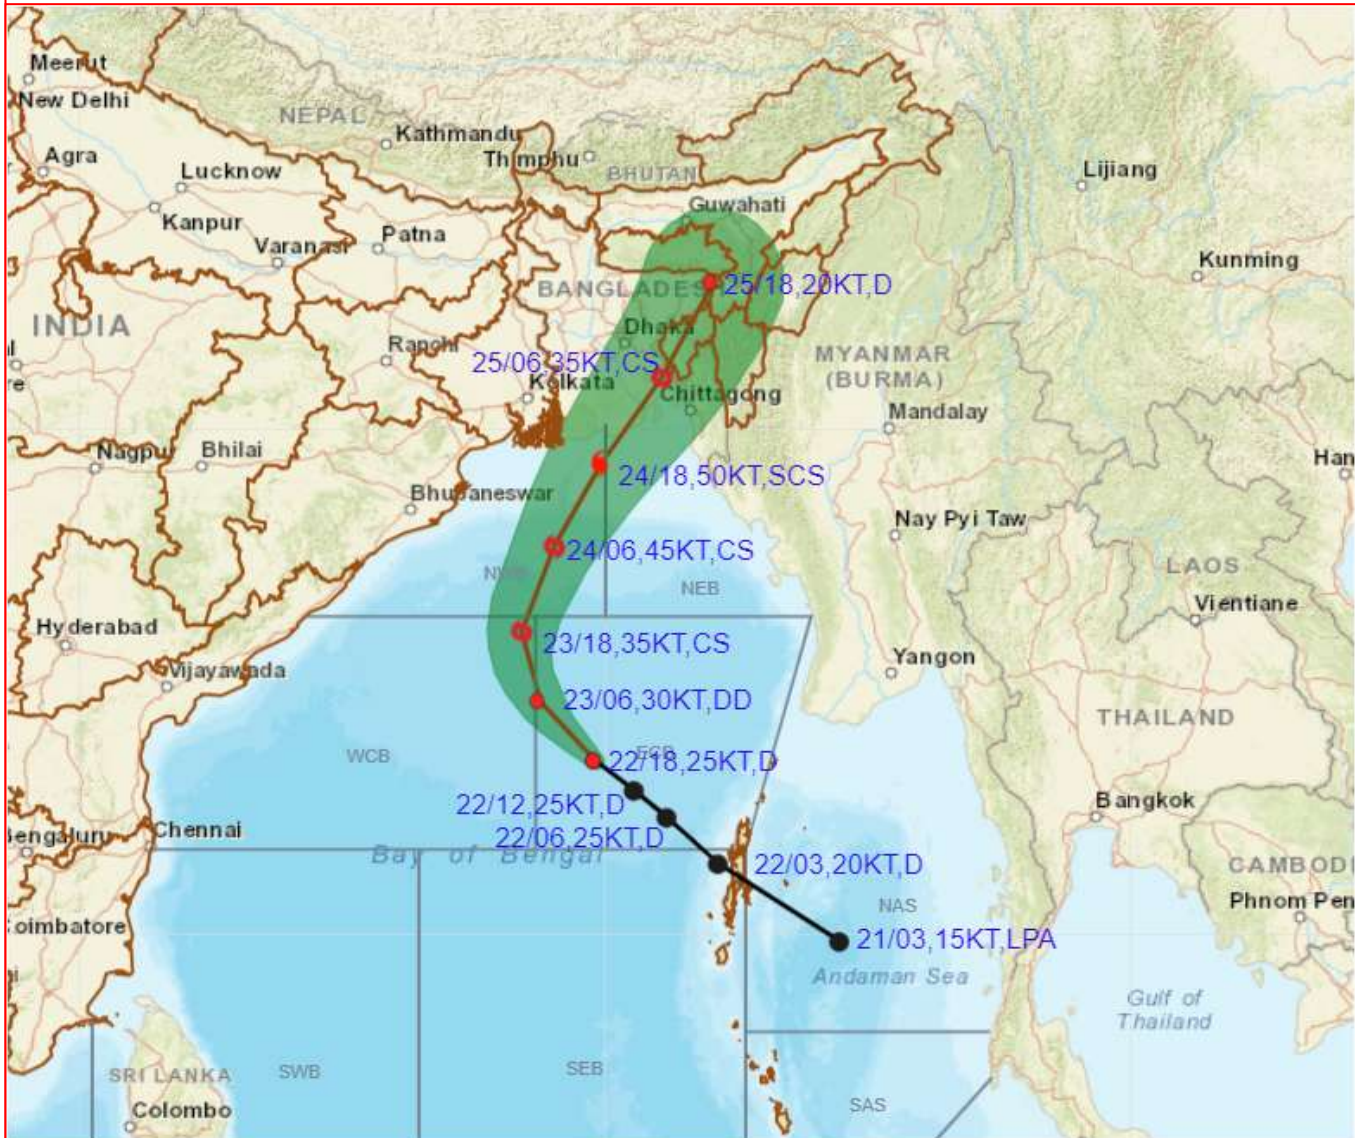 Meerut
New Delhi
NEPAL
Kathmandu
Agra
Thimphu
BHUTAN
Lijiang
Lucknow
Guwahati
Kanpur
Patna
Varanasi
Kunming
25/18,20KT,D
BANGLADESH
INDIA
Dhaka
Ranchi
25/06,35KT,CS
MYANMAR
(BURMA)
Kolkata
Chittagong
Mandalay
Nagpur
Bhilai
24/18,50KT,SCS
Han
Bhubaneswar
Nay Pyi Taw
24/06,45KT,CS
LAOS
NWB
NEB
Vientiane
Hyderabad
23/18,35KT,CS
Yangon
Vijayawada
23/06,30KT,DD
THAILAND
WCB
ECB
22/18,25KT,D
22/12,25KT,D
Bangkok
Bengaluru
Chennai
22/06,25KT,D
Bay of Bengal
22/03,20KT,D
CAMBODI
Phnom Pen
NAS
Coimbatore
21/03,15KT,LPA
Andaman Sea
Gulf of
Thailand
SRI LANKA
SWB
SEB
Colombo
SAS